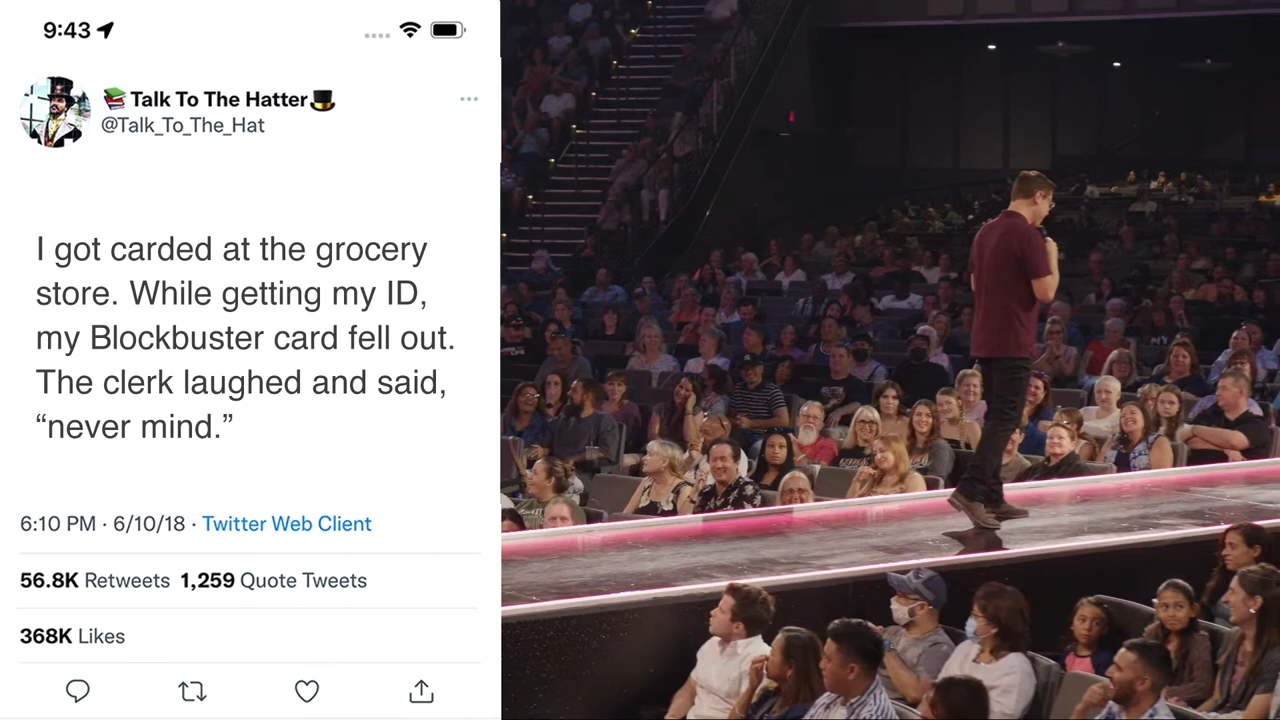 9:43
Talk To The Hatter
@Talk_To_The_Hat
I got carded at the grocery
store. While getting my ID,
my Blockbuster card fell out.
The clerk laughed and said,
“never mind.”
6:10 PM · 6/10/18 · Twitter Web Client
56.8K Retweets 1,259 Quote Tweets
368K Likes